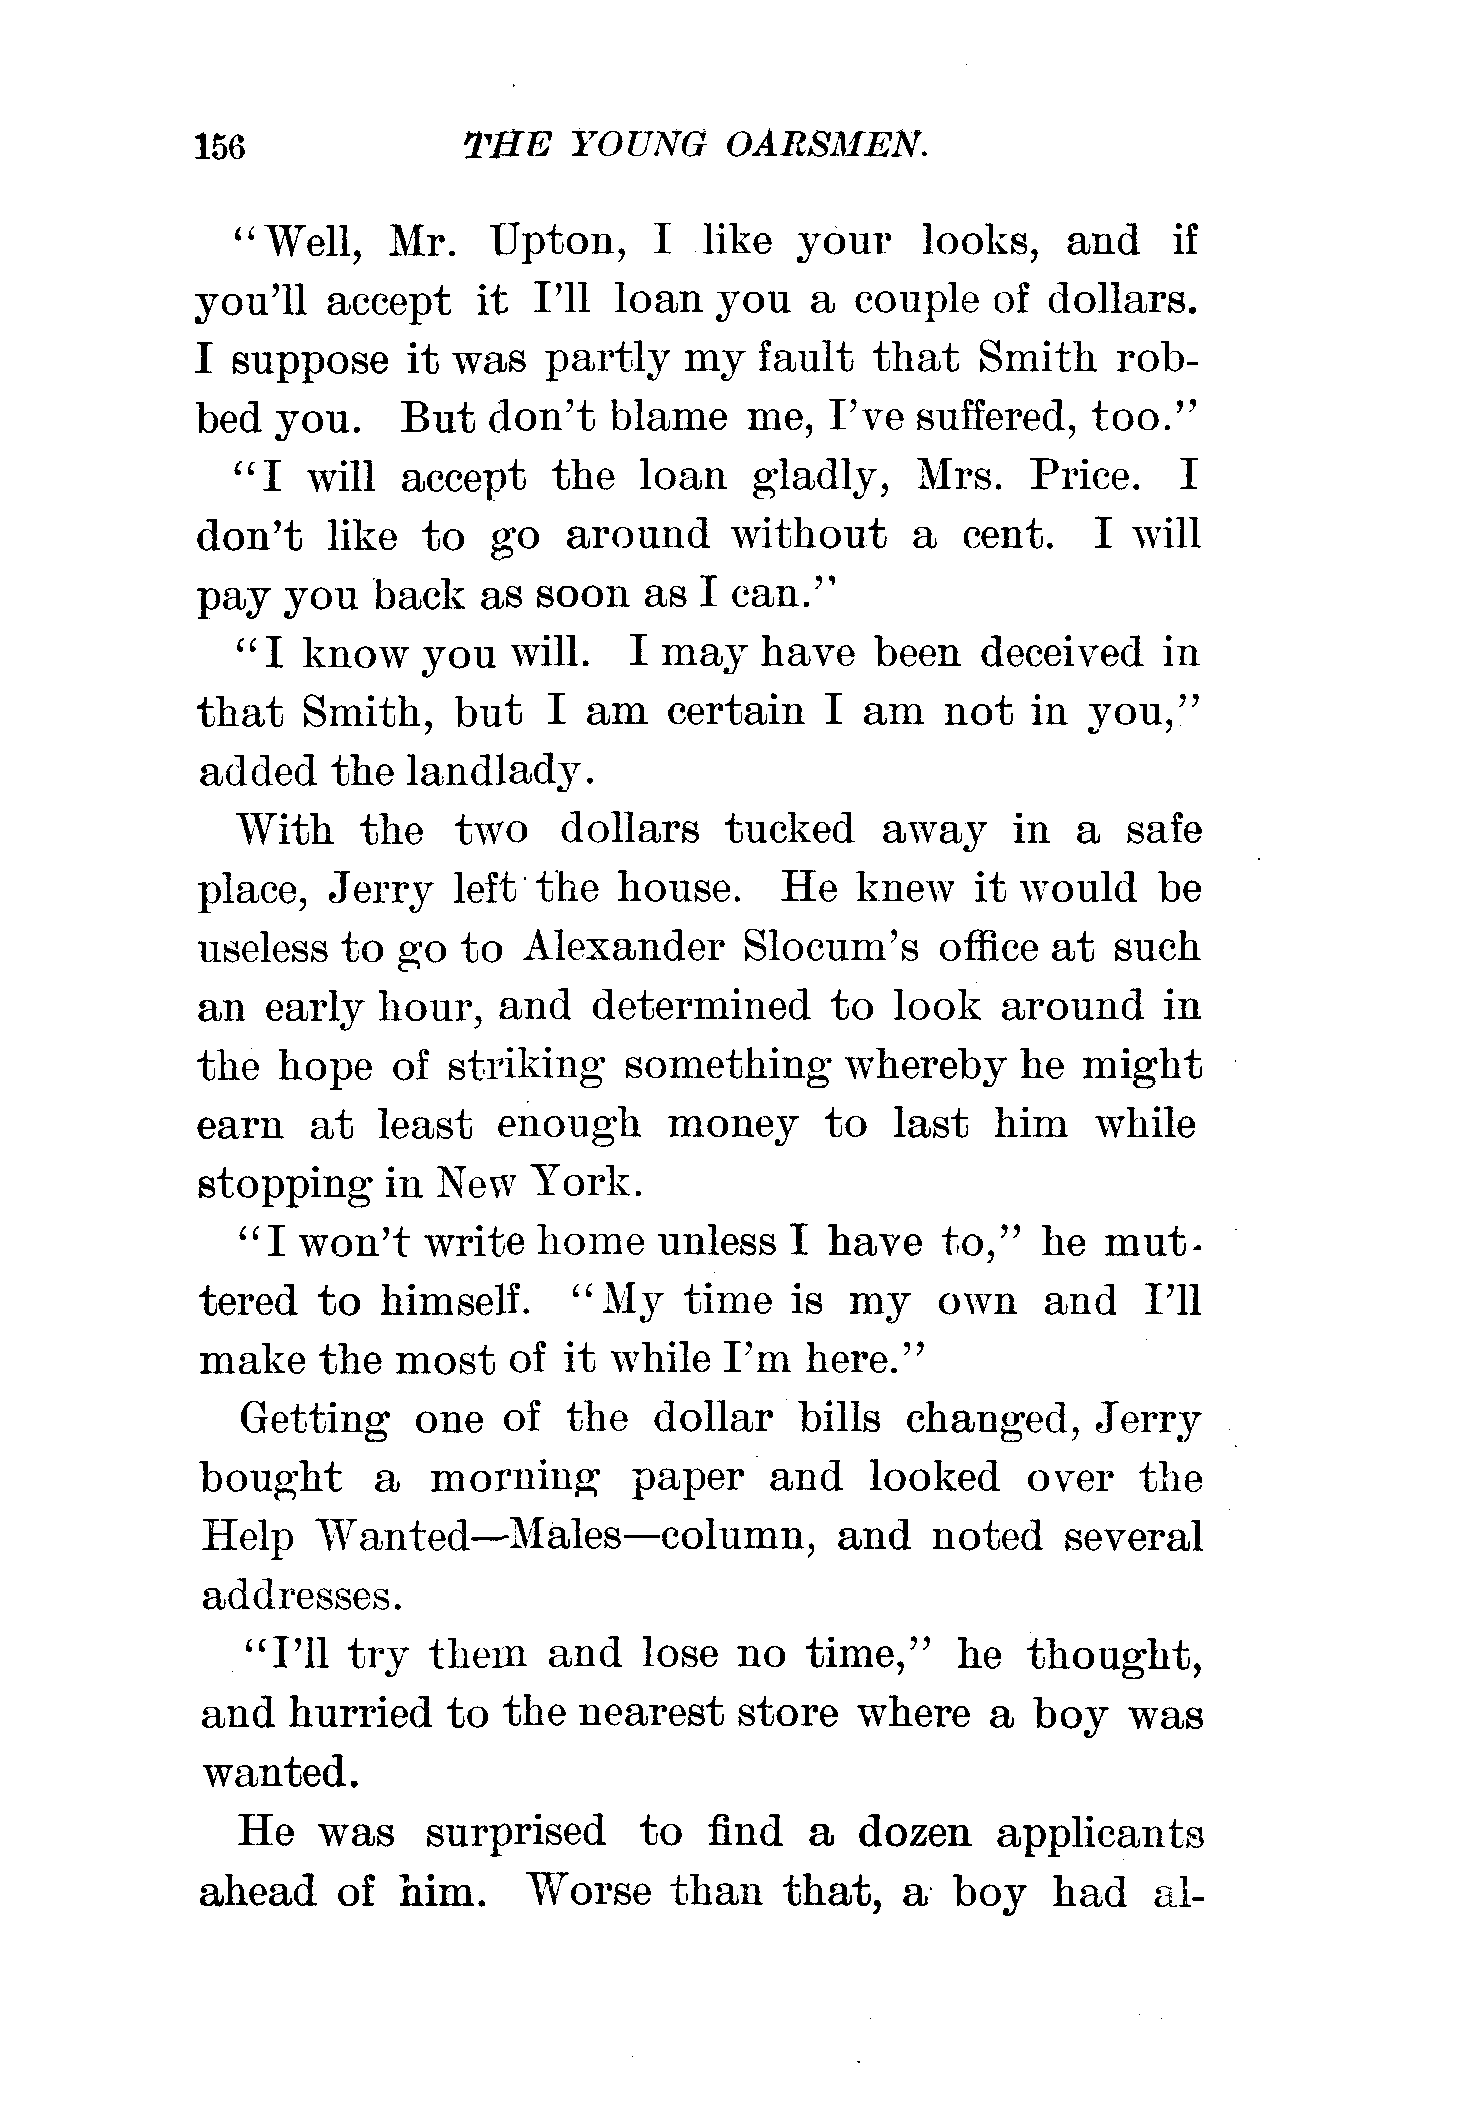 156 THE YOUNG OARSMEN.
“Well, Mr. Upton, I like your looks, and if
you’ll accept it I’ll loan you a couple of dollars.
I suppose it was partly my fault that Smith rob-
bed you. But don’t blame me, I’ve suffered, too.”
“I will accept the loan gladly, Mrs. Price. I
don’t like to go around without a cent. I will
pay you back as soon as I can.”
“I know you will. I may have been deceived in
that Smith, but I am certain I am not in you,”
added the landlady.
With the two dollars tucked away in a safe
place, Jerry left the house. He knew it would be
useless to go to Alexander Slocum’s office at such
an early hour, and determined to look around in
the hope of striking something whereby he might
earn at least enough money to last him while
stopping in New York.
“I won’t write home unless I have to,” he mut-
tered to himself. “My time is my own and I’ll
make the most of it while I’m here.”
Getting one of the dollar bills changed, Jerry
bought a morning paper and looked over the
Help Wanted—Males—column, and noted several
addresses.
“I’ll try them and lose no time,” he thought,
and hurried to the nearest store where a boy was
wanted.
He was surprised to find a dozen applicants
ahead of him. Worse than that, a boy had al-